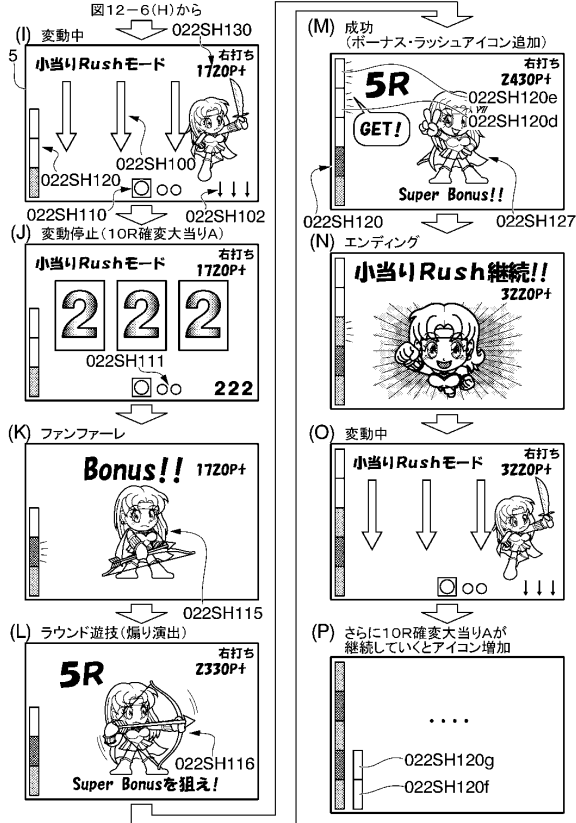 図12-6(H)から
(I) 変動中
022SH130
5
小当りRushモード
右打ち
1720Pt
022SH100
022SH120
022SH110
022SH102
(J) 変動停止(10R確変大当りA)
小当りRushモード
右打ち
1720Pt
2 2 2
022SH111
222
(K) ファンファーレ
Bonus!!
1720Pt
022SH115
(L) ラウンド遊技(煽り演出)
5R
右打ち
2330Pt
022SH116
Super Bonusを狙え!
(M) 成功
(ボーナス・ラッシュアイコン追加)
5R
右打ち
2430Pt
022SH120e
022SH120d
GET!
Super Bonus!!
022SH120
022SH127
(N) エンディング
小当りRush継続!!
3220Pt
(O) 変動中
小当りRushモード
右打ち
3220Pt
(P) さらに10R確変大当りAが
継続していくとアイコン増加
....
022SH120g
022SH120f